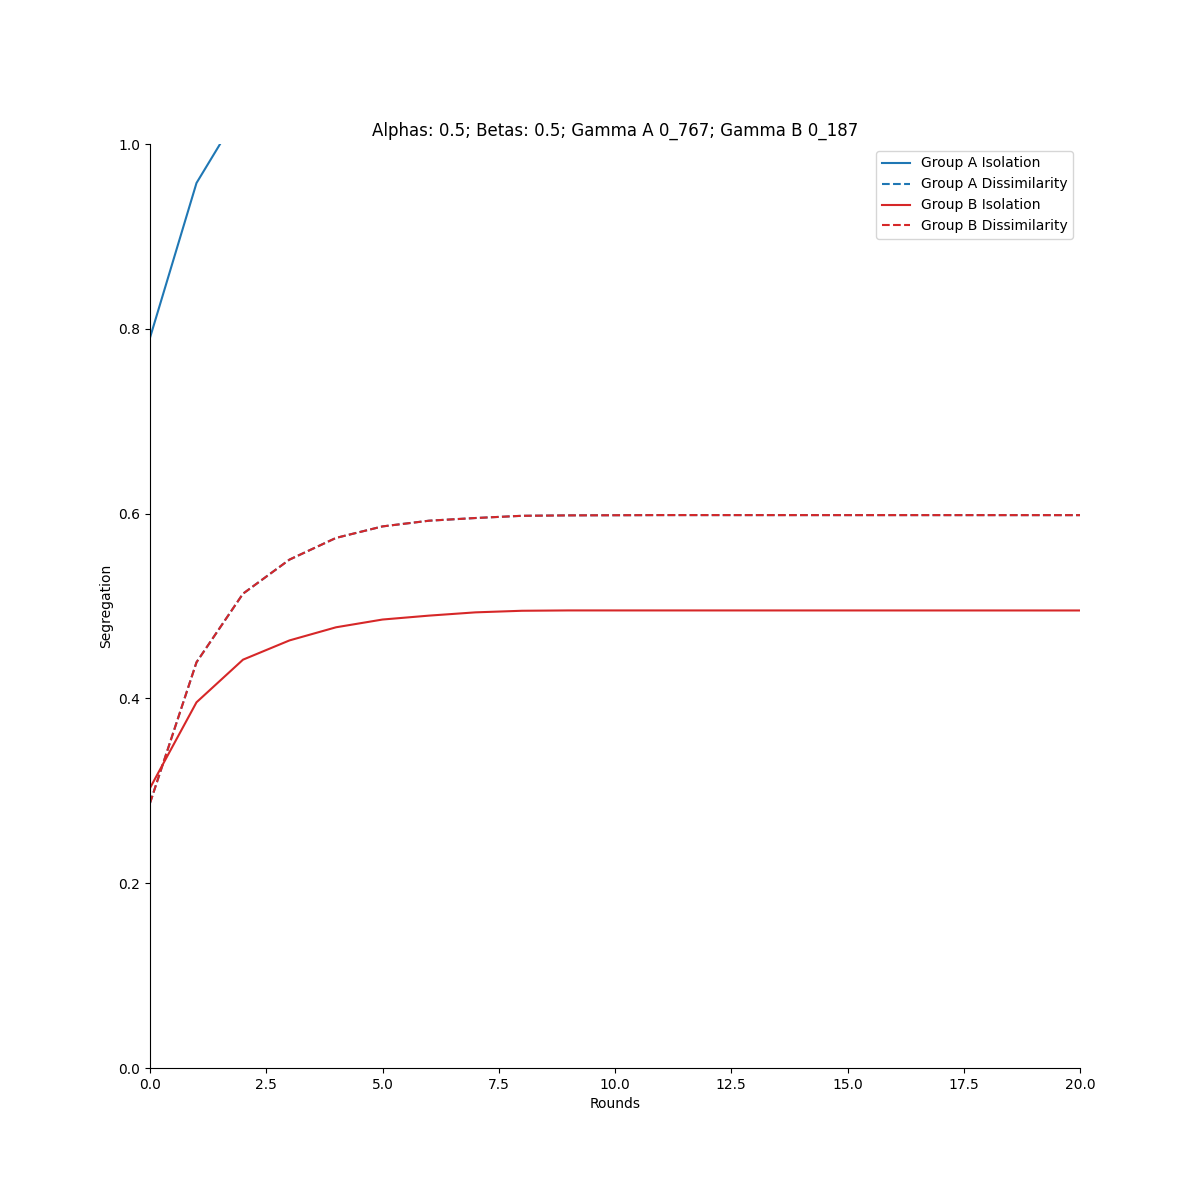 Alphas: 0.5; Betas: 0.5; Gamma A 0_767; Gamma B 0_187
1.0
0.8
0.6
0.4
0.2
0.0
Segregation
Group A Isolation
Group A Dissimilarity
Group B Isolation
Group B Dissimilarity
0.0 2.5 5.0 7.5 10.0 12.5 15.0 17.5 20.0
Rounds